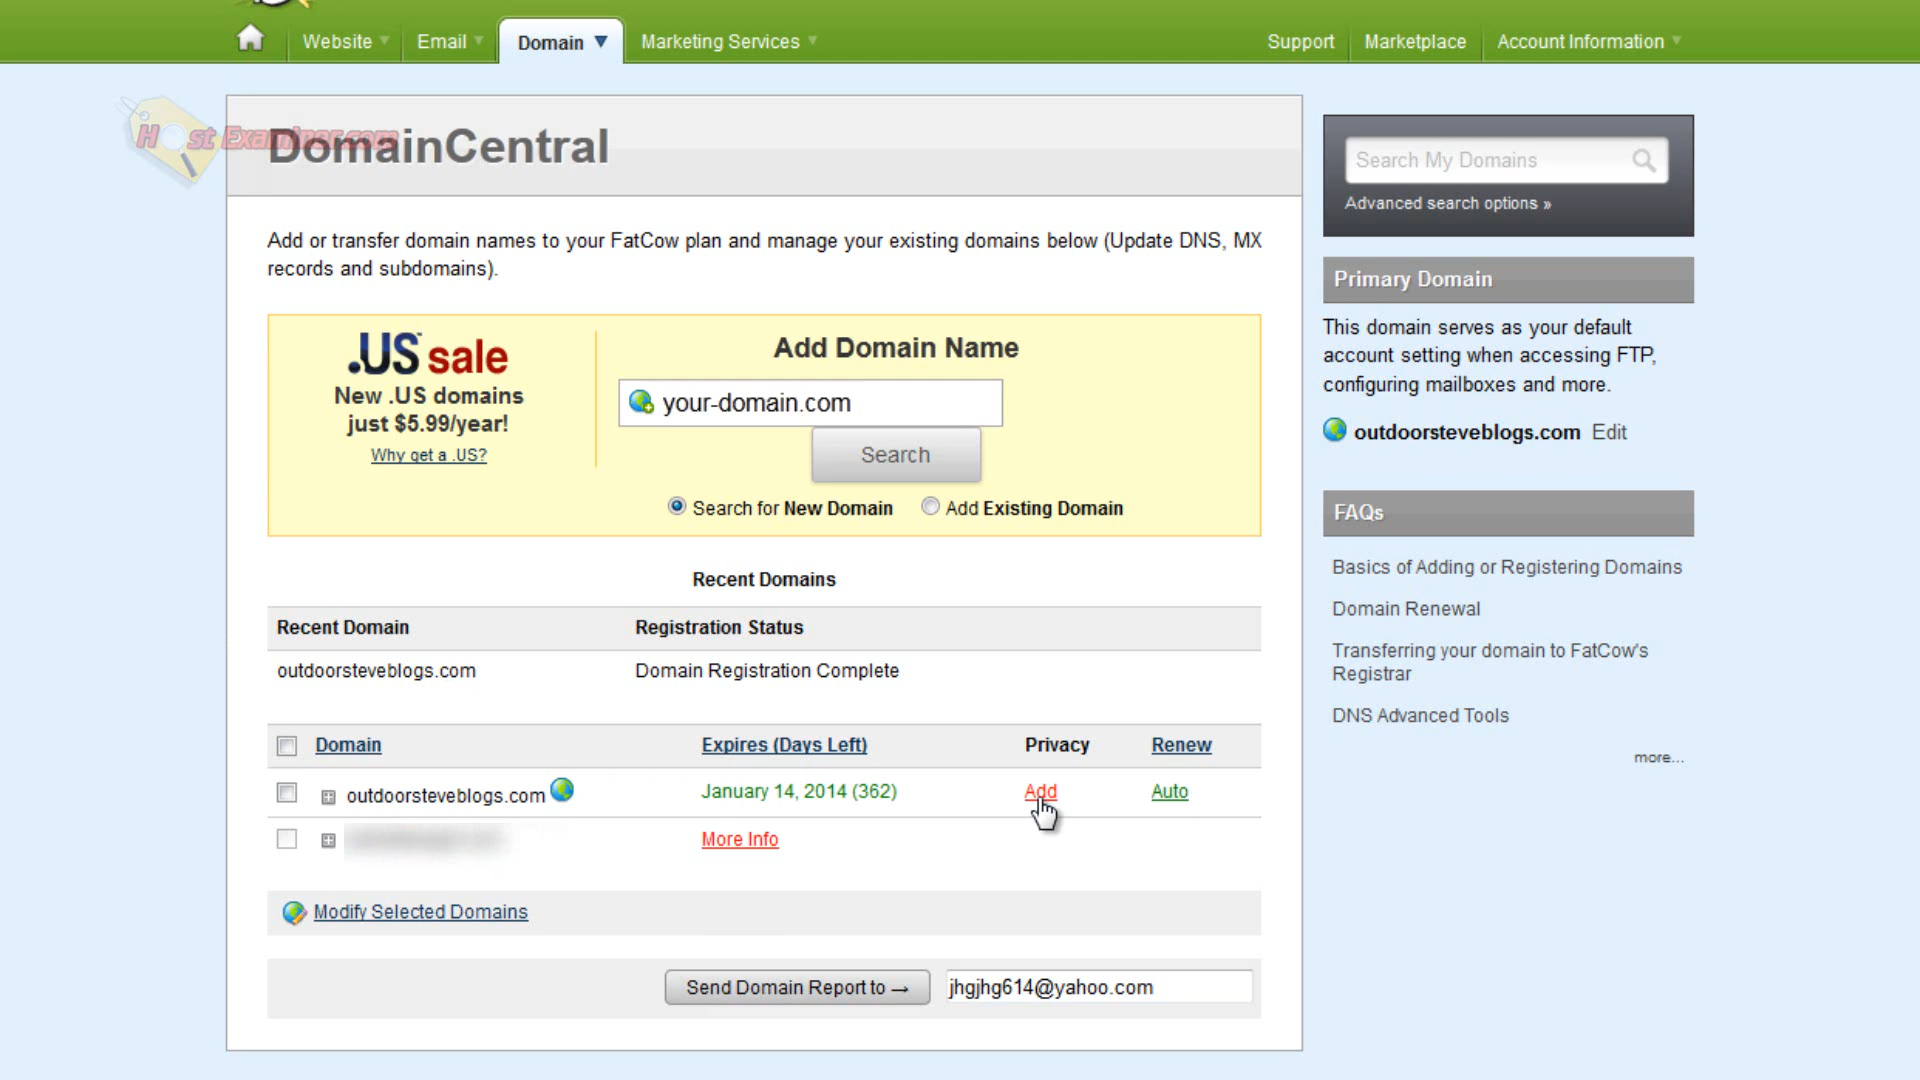 Website
Email
Domain
Marketing Services
Support
Marketplace
Account Information
Host Examiner.com
DomainCentral
Add or transfer domain names to your FatCow plan and manage your existing domains below (Update DNS, MX
records and subdomains).
.US™ sale
New .US domains
just $5.99/year!
Why get a .US?
Add Domain Name
your-domain.com
Search
Search for New Domain
Add Existing Domain
Recent Domains
Recent Domain Registration Status
outdoorsteveblogs.com Domain Registration Complete
Domain Expires (Days Left) Privacy Renew
outdoorsteveblogs.com January 14, 2014 (362) Add Auto
More Info
Modify Selected Domains
Send Domain Report to → jhgjhg614@yahoo.com
Search My Domains
Advanced search options »
Primary Domain
This domain serves as your default
account setting when accessing FTP,
configuring mailboxes and more.
outdoorsteveblogs.com Edit
FAQs
Basics of Adding or Registering Domains
Domain Renewal
Transferring your domain to FatCow's
Registrar
DNS Advanced Tools
more...